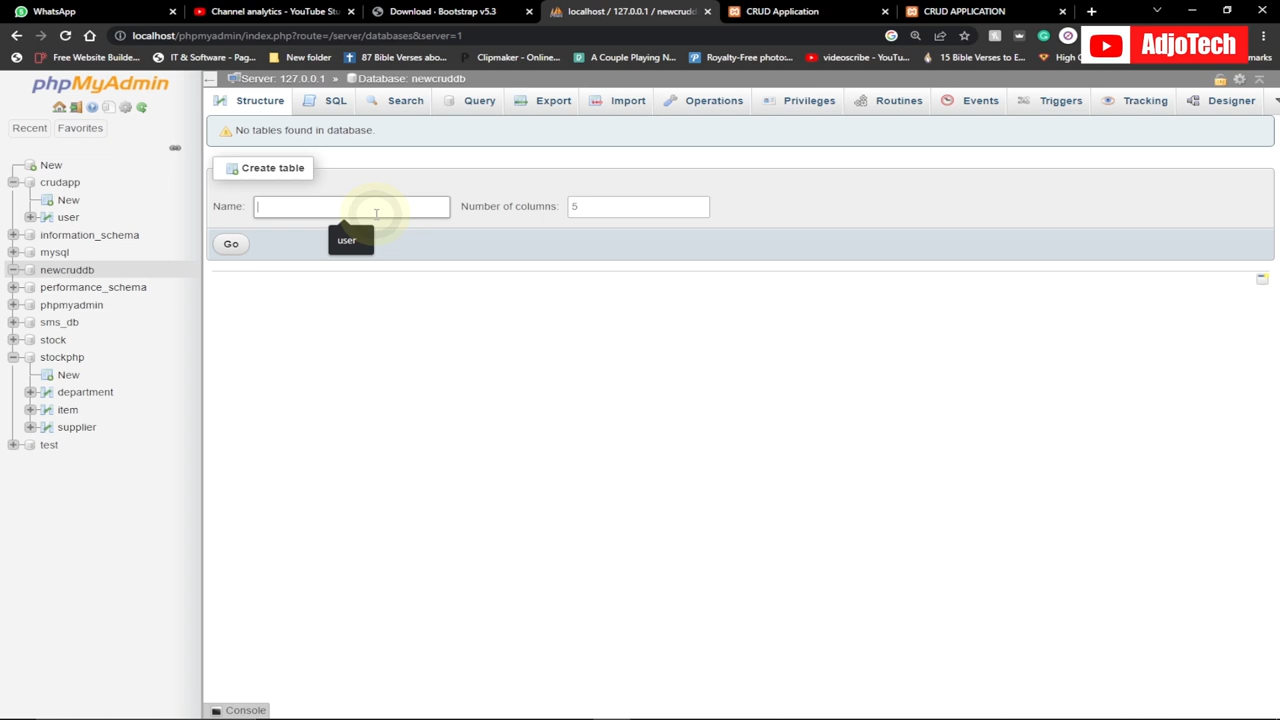 WhatsApp
Channel analytics - YouTube Stu
Download · Bootstrap v5.3
localhost / 127.0.0.1 / newcrudd
CRUD Application
CRUD APPLICATION
localhost/phpmyadmin/index.php?route=/server/databases&server=1
AdjoTech
Free Website Builde...
IT & Software - Pag...
New folder
87 Bible Verses abo...
Clipmaker - Online...
A Couple Playing N...
Royalty-Free photos...
videoscribe - YouTu...
15 Bible Verses to E...
High
kmarks
phpMyAdmin
Recent
Favorites
New
crudapp
New
user
information_schema
mysql
newcruddb
performance_schema
phpmyadmin
sms_db
stock
stockphp
New
department
item
supplier
test
Server: 127.0.0.1 » Database: newcruddb
Structure
SQL
Search
Query
Export
Import
Operations
Privileges
Routines
Events
Triggers
Tracking
Designer
No tables found in database.
Create table
Name:
Number of columns:
5
user
Go
Console